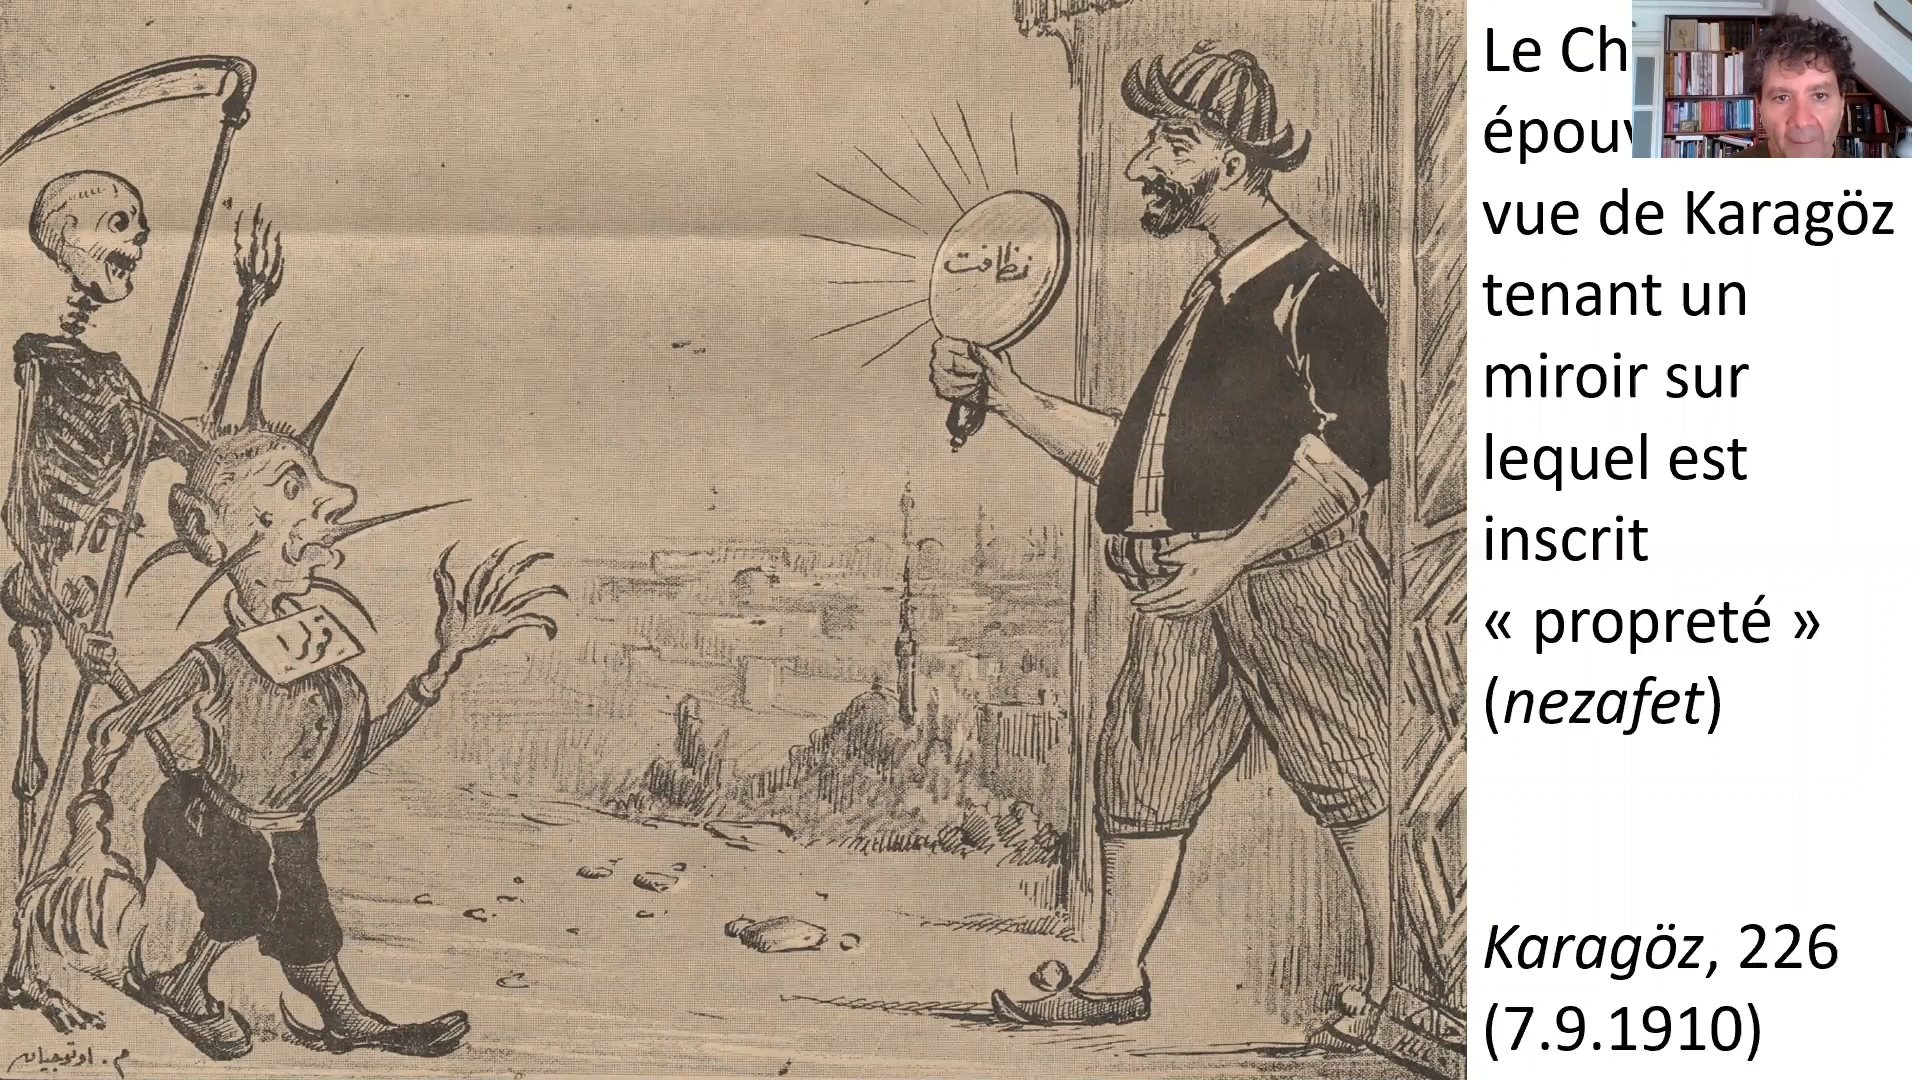 Le Ch
épouv
vue de Karagöz
tenant un
miroir sur
lequel est
inscrit
« propreté »
(nezafet)
Karagöz, 226
(7.9.1910)
نظافت